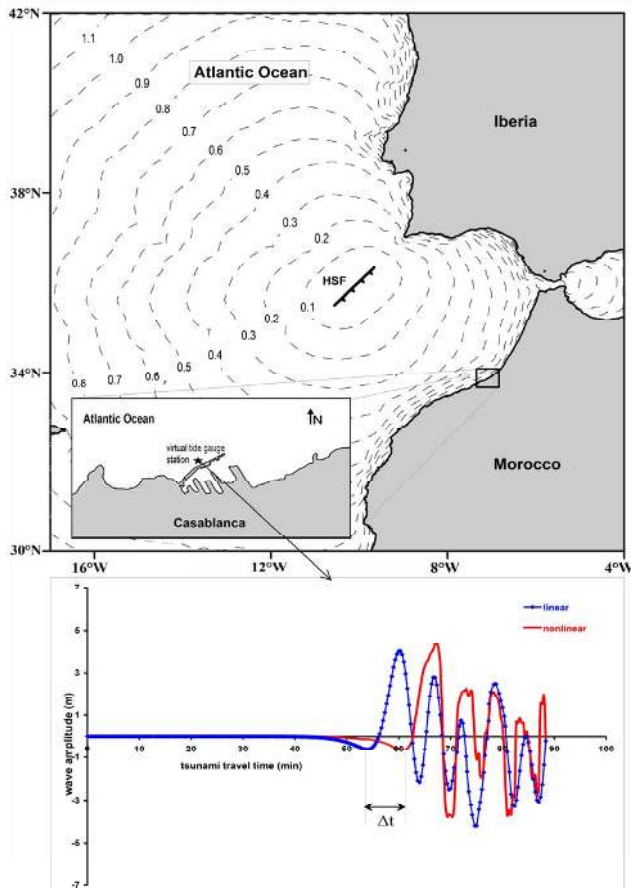 42°N
1.1
1.0
0.9
0.8
0.7
0.6
0.5
0.4
0.3
0.2
Atlantic Ocean
Iberia
38°N
HSF
0.1
0.2
0.3
0.4
0.5
0.6
0.7
0.8
34°N
Atlantic Ocean
N
virtual tide gauge
station
Casablanca
Morocco
30°N
16°W
12°W
8°W
4°W
7
5
3
1
-1
-3
-5
-7
wave amplitude (m)
linear
nonlinear
0
10
20
30
40
50
60
70
80
90
100
tsunami travel time (min)
Δt